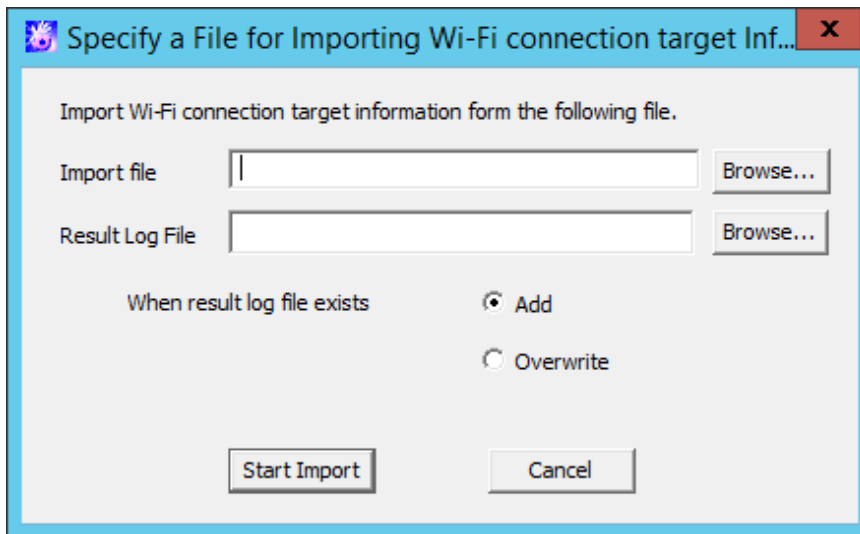 Specify a File for Importing Wi-Fi connection target Inf...
x
Import Wi-Fi connection target information form the following file.
Import file
Browse...
Result Log File
Browse...
When result log file exists
Add
Overwrite
Start Import
Cancel